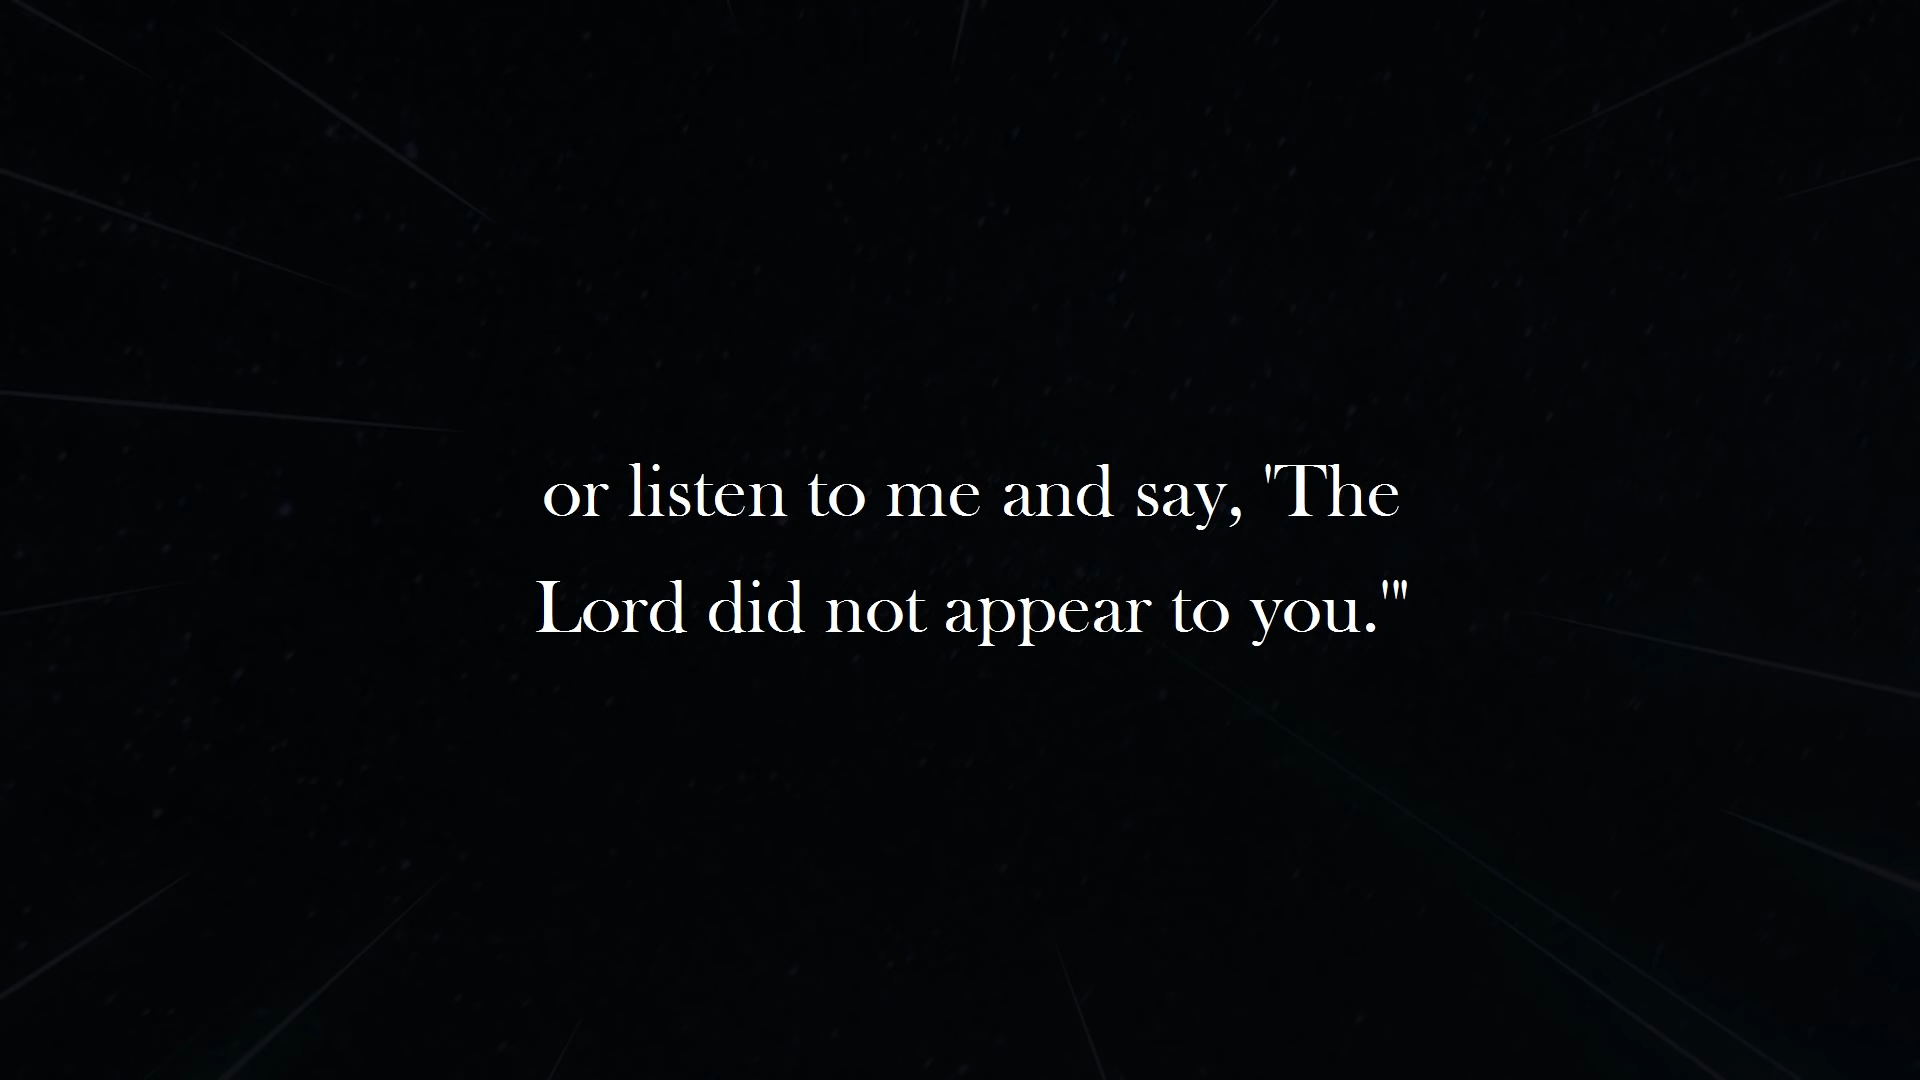 or listen to me and say, 'The
Lord did not appear to you.'"